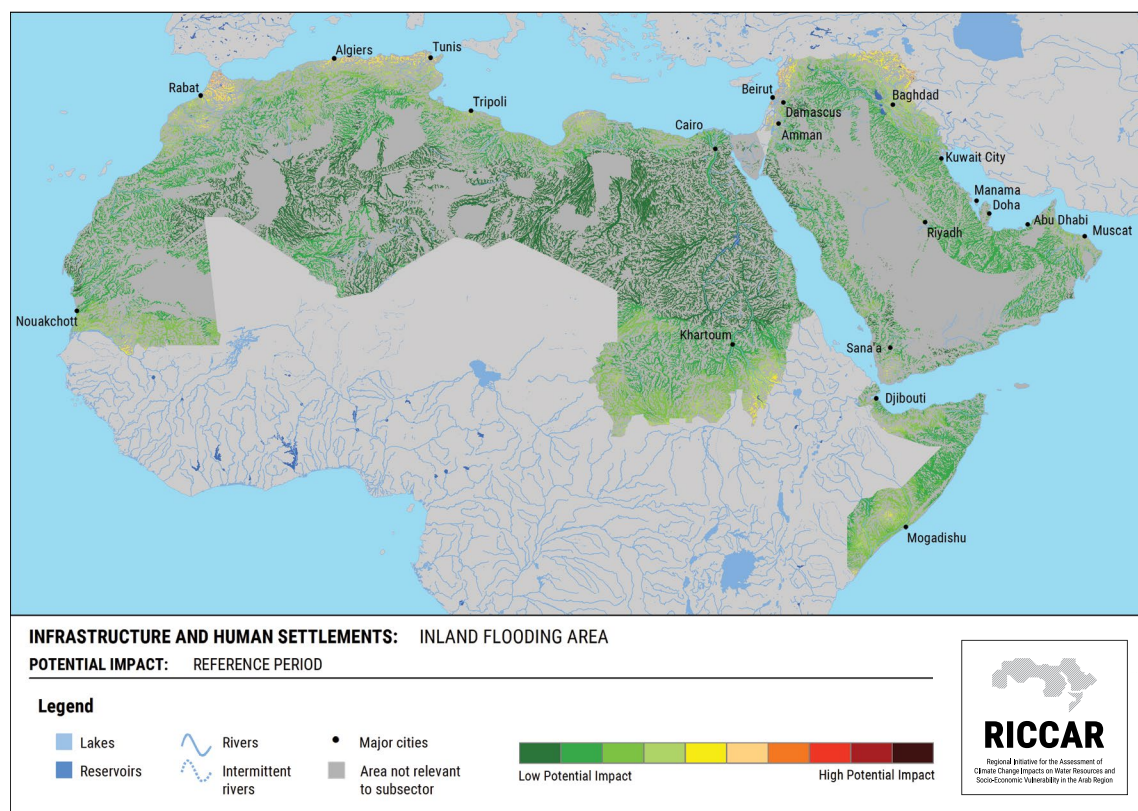 Algiers
Tunis
Rabat
Tripoli
Beirut
Damascus
Amman
Cairo
Baghdad
Kuwait City
Manama
Doha
Abu Dhabi
Muscat
Riyadh
Nouakchott
Khartoum
Sana'a
Djibouti
Mogadishu
INFRASTRUCTURE AND HUMAN SETTLEMENTS: INLAND FLOODING AREA
POTENTIAL IMPACT: REFERENCE PERIOD
Legend
Lakes
Reservoirs
Rivers
Intermittent
rivers
Major cities
Area not relevant
to subsector
Low Potential Impact
High Potential Impact
RICCAR
Regional Initiative for the Assessment of
Climate Change Impacts on Water Resources and
Socio-Economic Vulnerability in the Arab Region